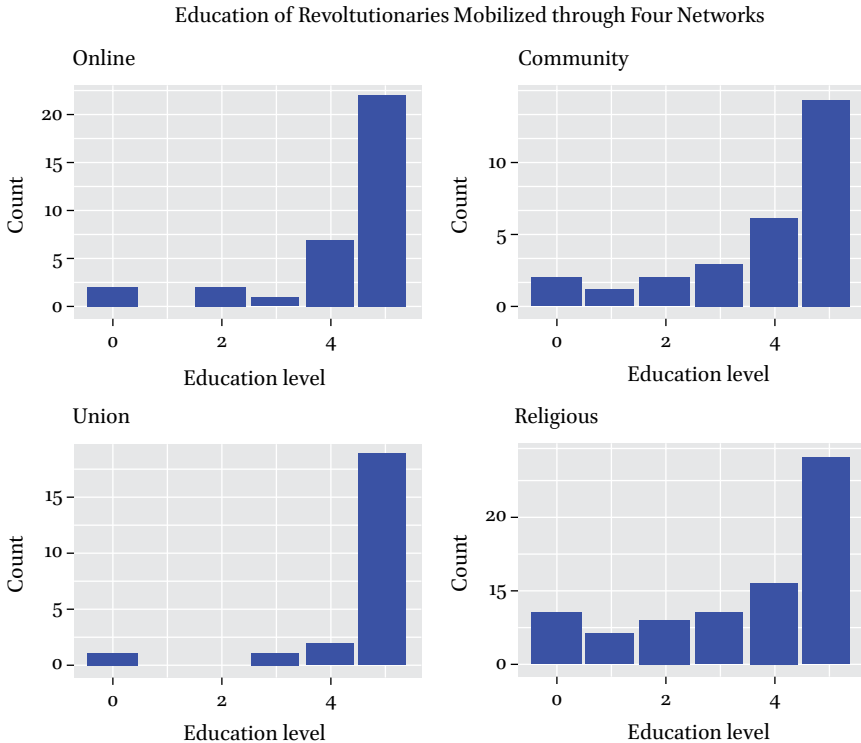 Education of Revoltutionaries Mobilized through Four Networks
Online
Count
20
15
10
5
0
0 2 4
Education level
Community
Count
10
5
0
0 2 4
Education level
Union
Count
15
10
5
0
0 2 4
Education level
Religious
Count
20
15
0
0 2 4
Education level